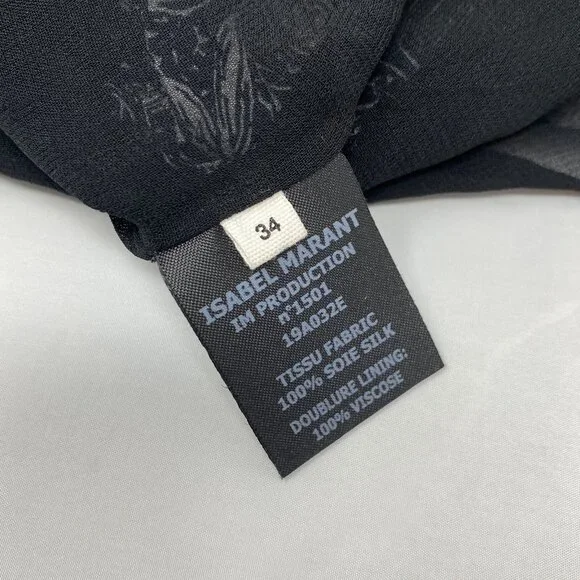 34
ISABEL MARANT
IM PRODUCTION
n°1501
19A032E
TISSU FABRIC
100% SOIE SILK
DOUBLURE LINING:
100% VISCOSE